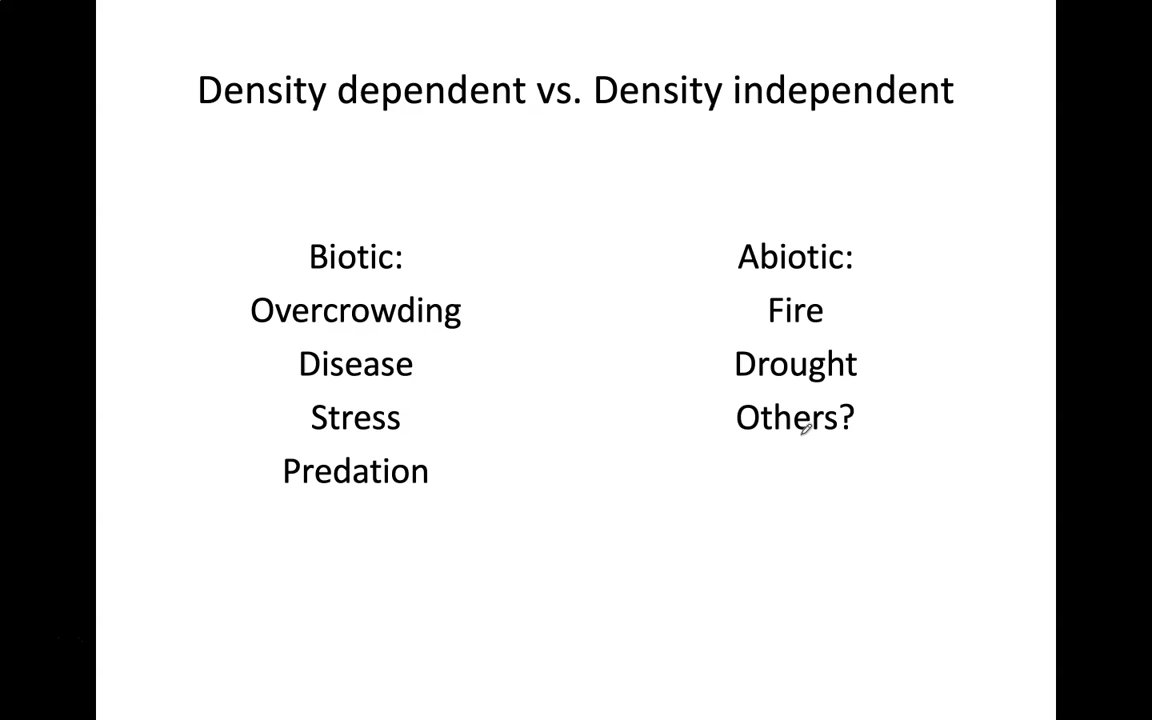 Density dependent vs. Density independent
Biotic:
Overcrowding
Disease
Stress
Predation
Abiotic:
Fire
Drought
Others?